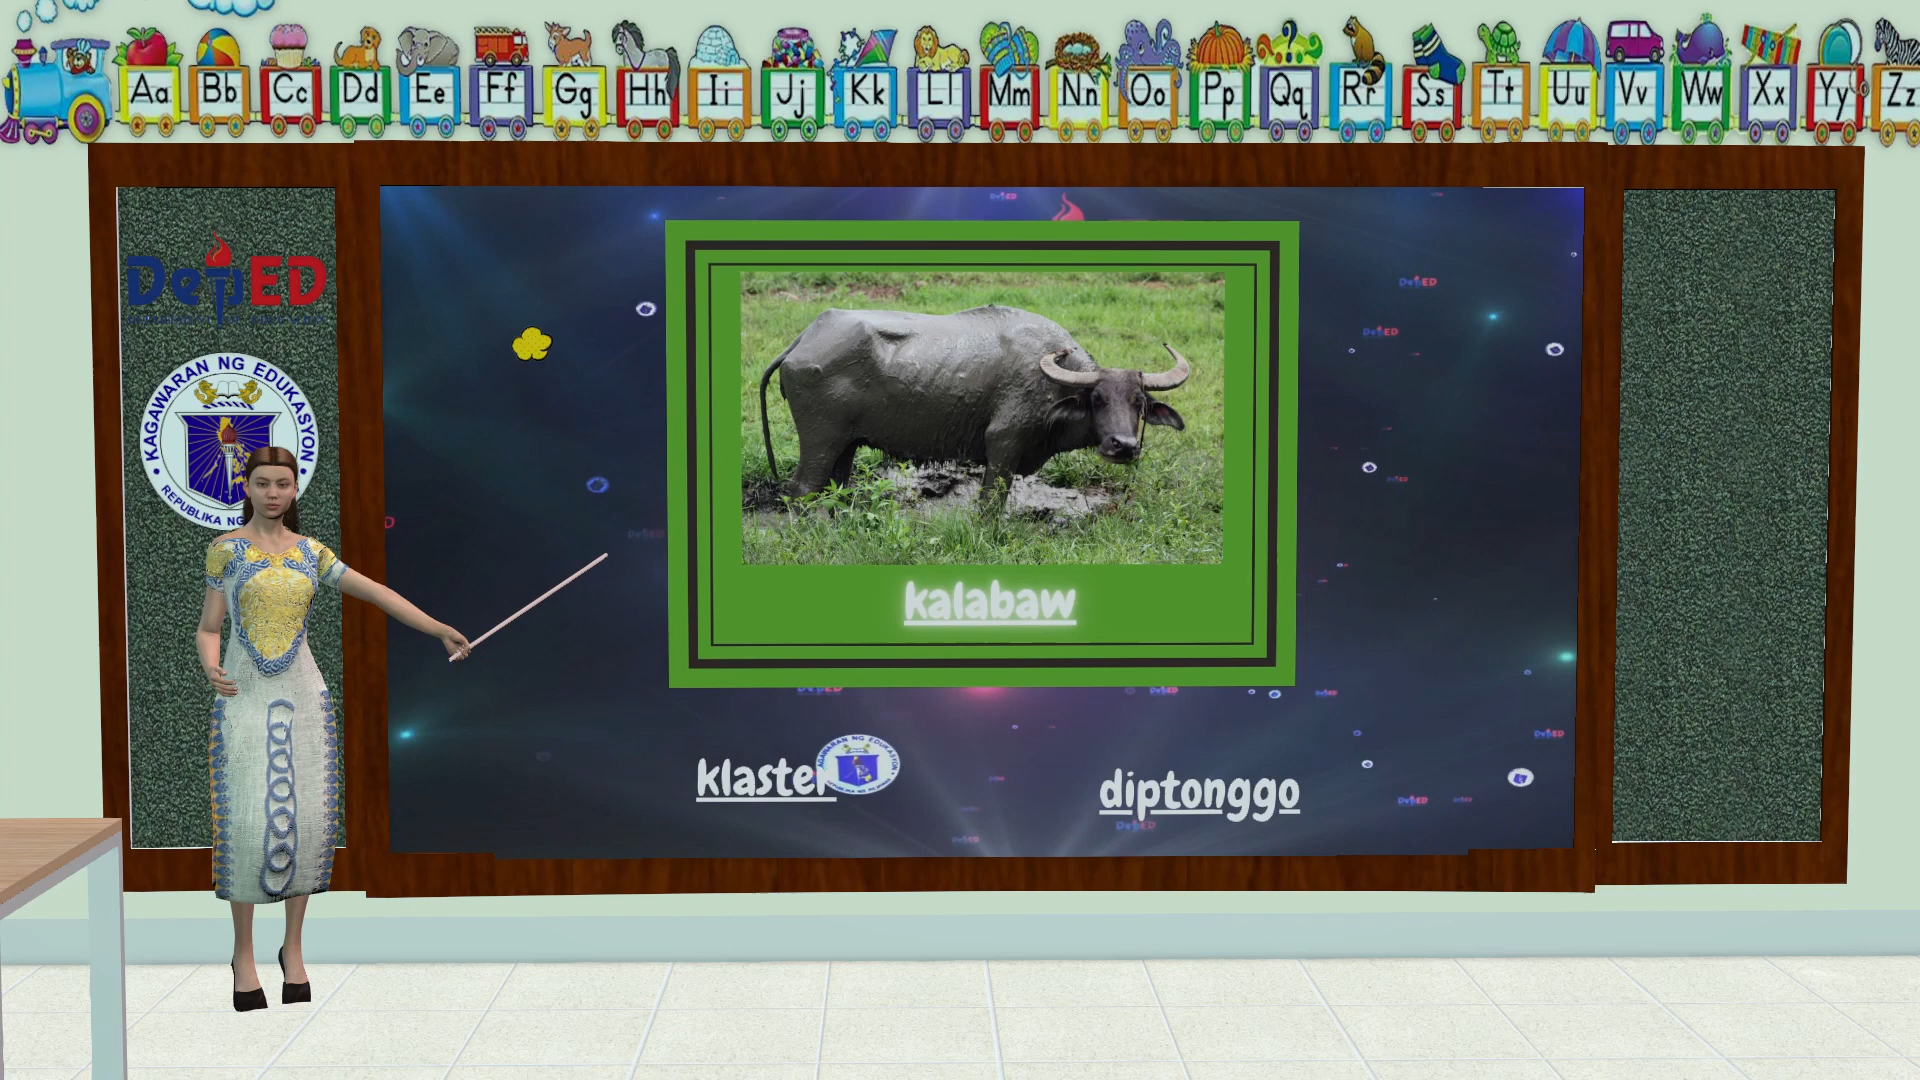 Aa Bb Cc Dd Ee Ff Gg Hh Ii Jj Kk Ll Mm Nn Oo Pp Qq Rr Ss Tt Uu Vv Ww Xx Yy Zz
DepED
KAGAWARAN NG EDUKASYON
REPUBLIKA NG
kalabaw
klaster
diptonggo